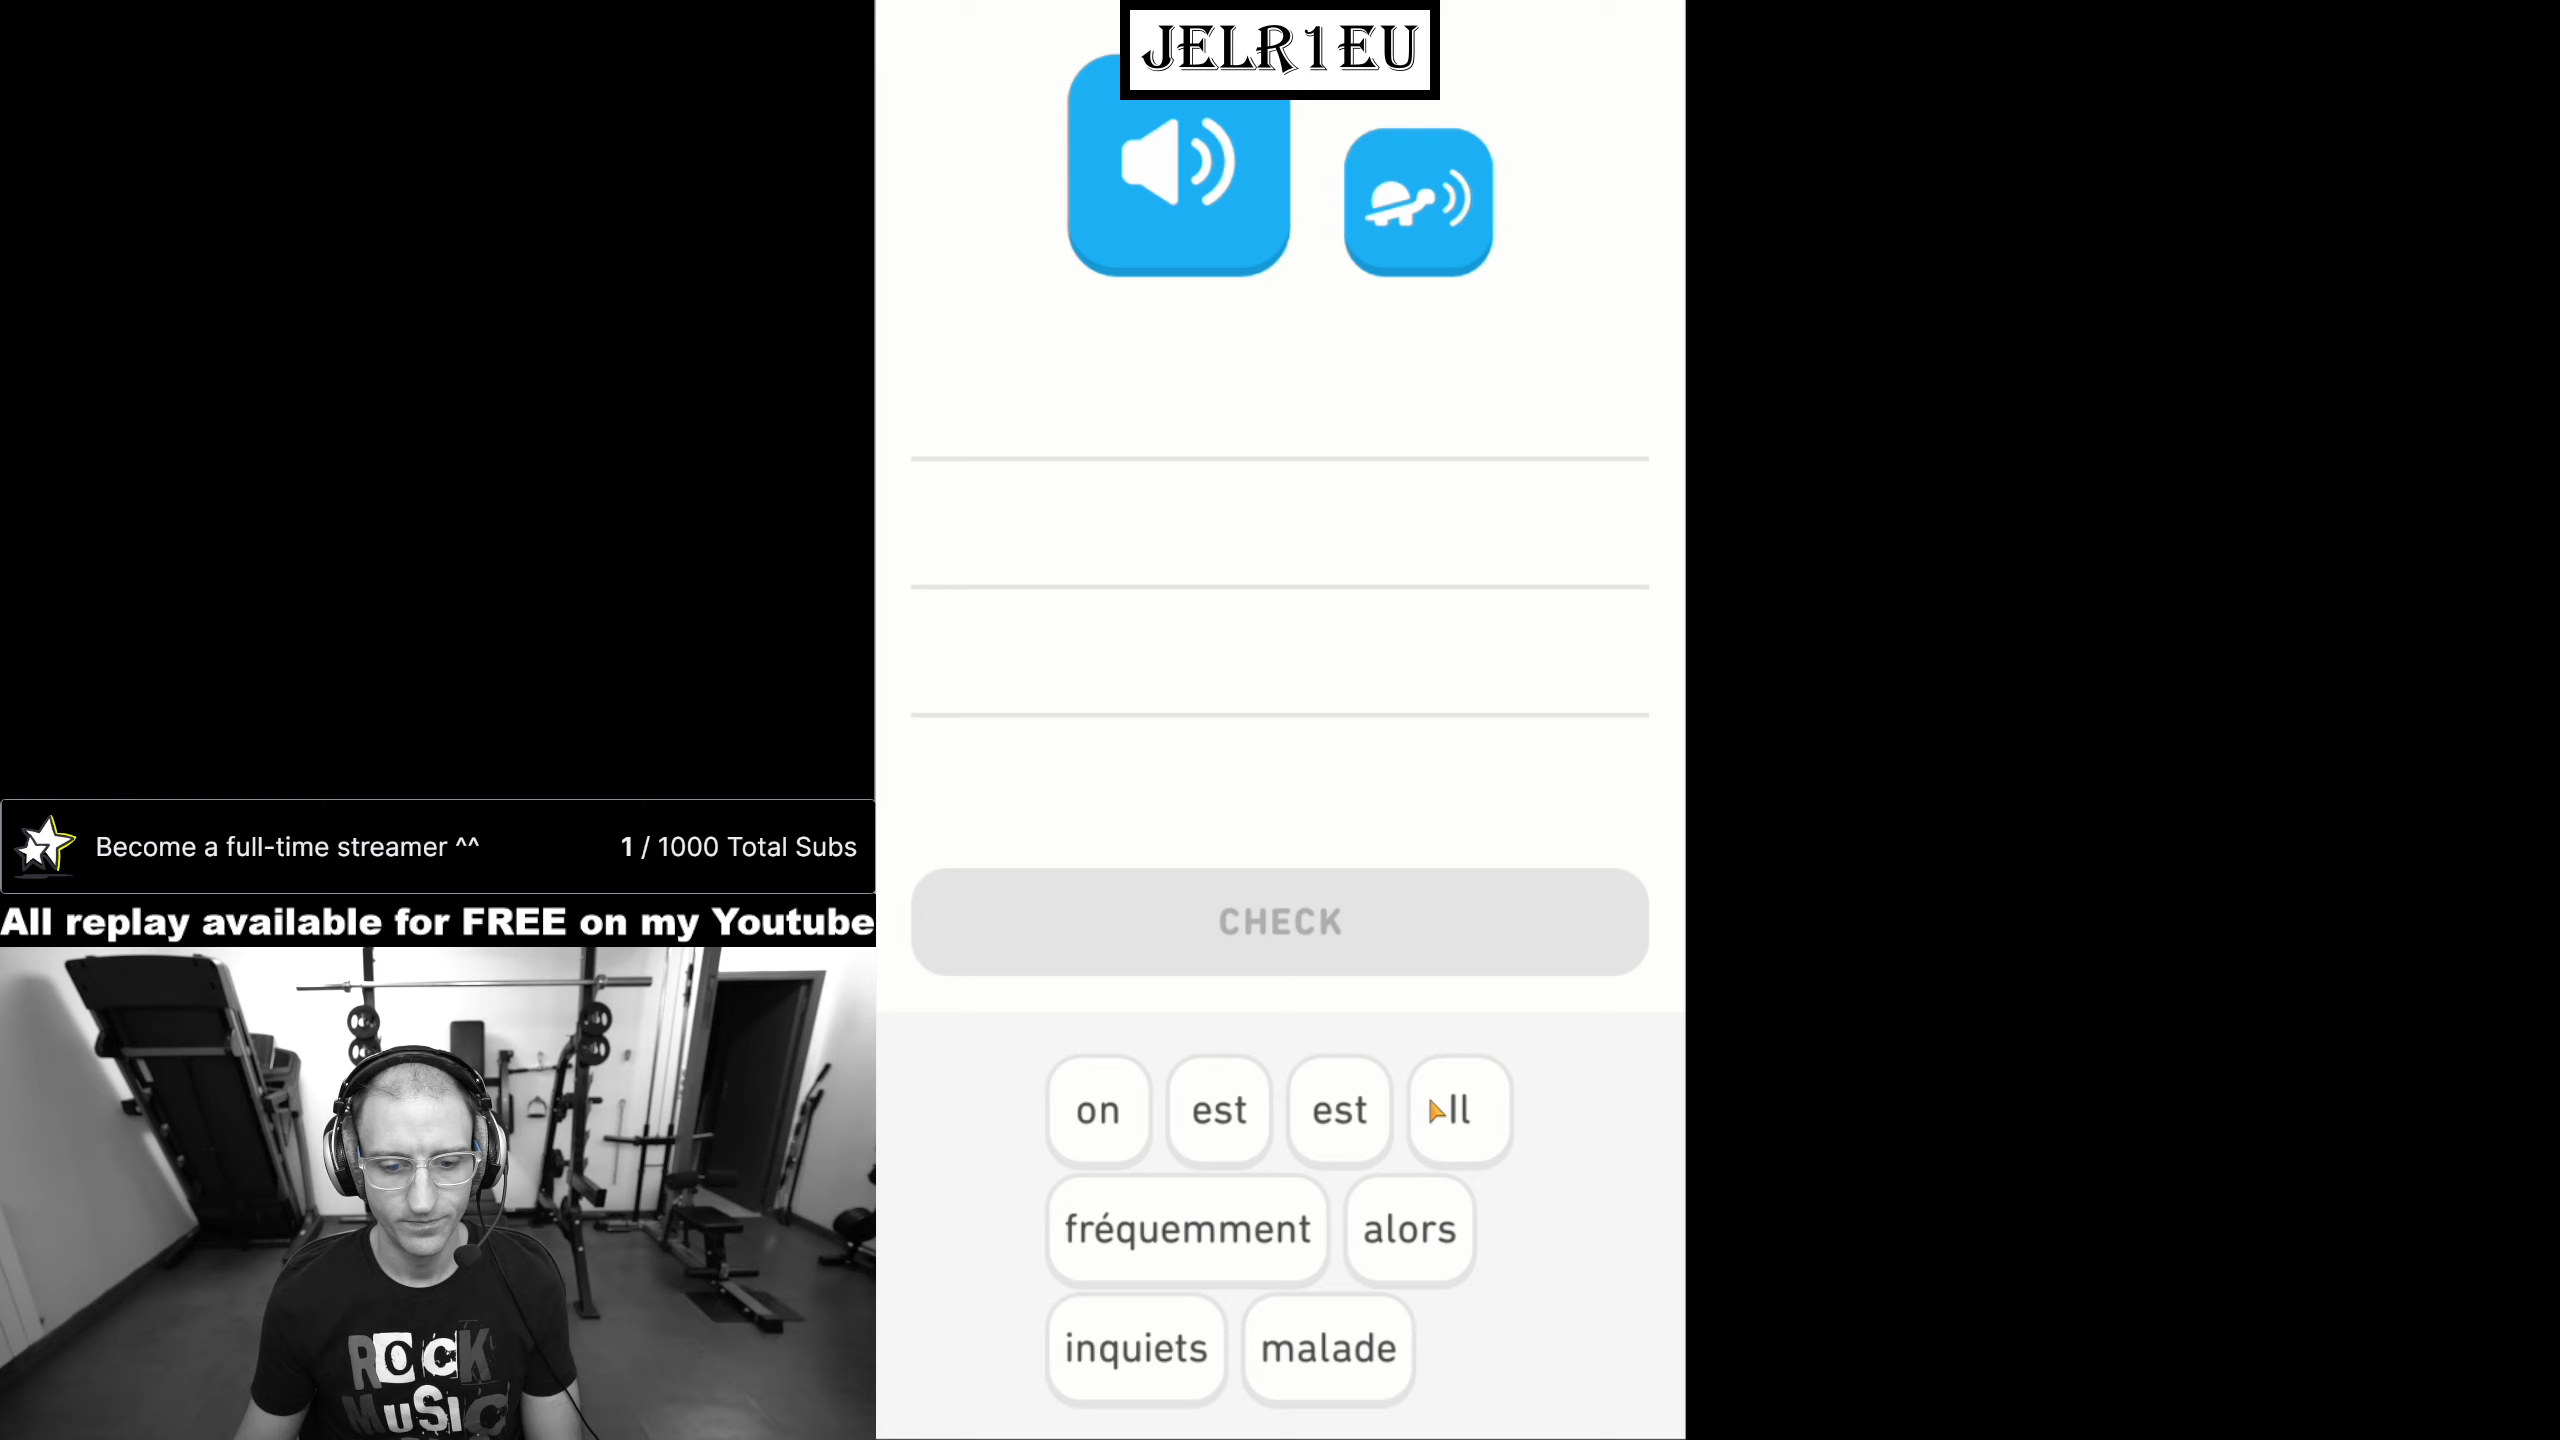 JELR1EU
Become a full-time streamer ^^ 1 / 1000 Total Subs
All replay available for FREE on my Youtube
CHECK
on est est Il
fréquemment alors
inquiets malade
ROCK
MUSIC